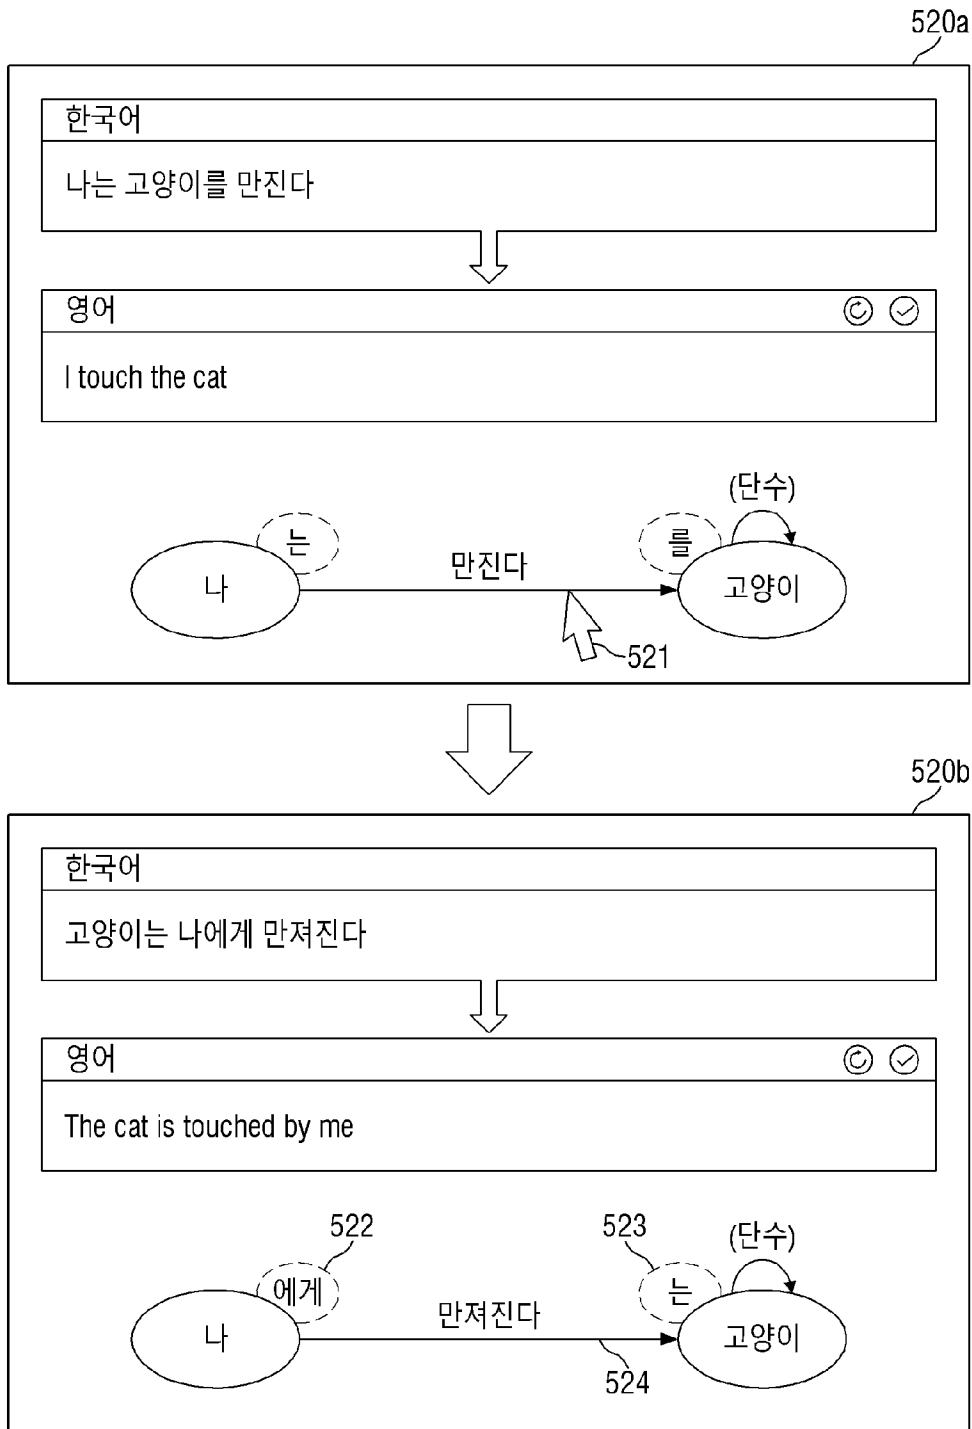 520a
한국어
나는 고양이를 만진다
영어
I touch the cat
(단수)
는
를
만진다
나
고양이
521
520b
한국어
고양이는 나에게 만져진다
영어
The cat is touched by me
522
523
(단수)
에게
는
만져진다
나
고양이
524